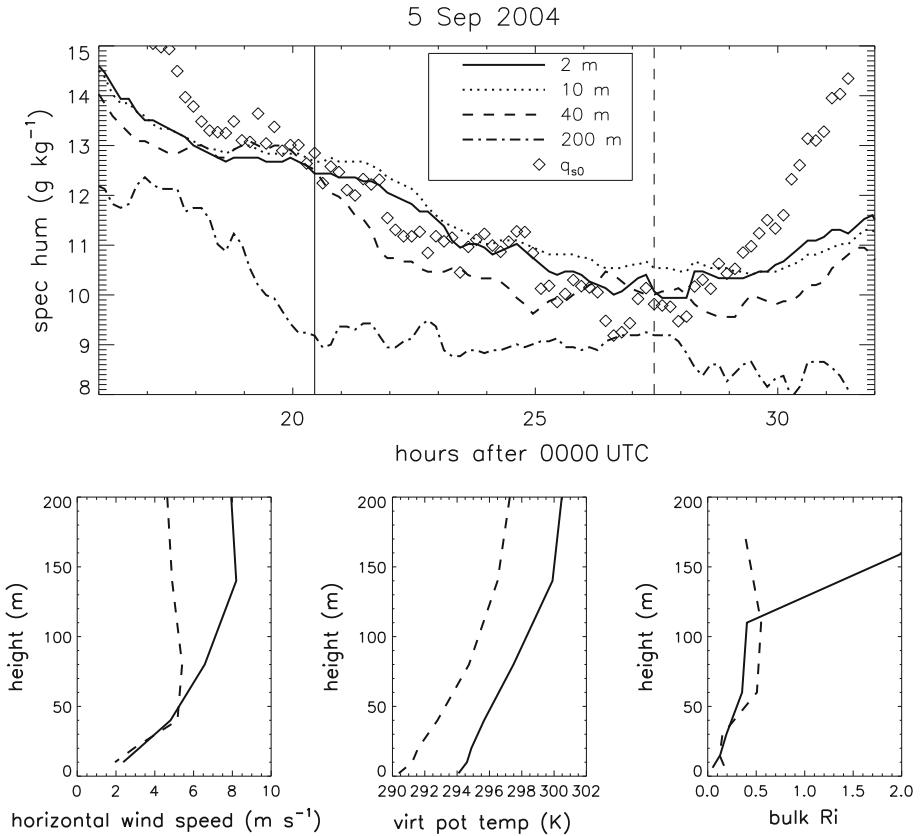 5 Sep 2004
spec hum (g kg⁻¹)
15
14
13
12
11
10
9
8
2 m
10 m
40 m
200 m
q_s0
20 25 30
hours after 0000 UTC
height (m)
200
150
100
50
0
0 2 4 6 8 10
horizontal wind speed (m s⁻¹)
height (m)
200
150
100
50
0
290 292 294 296 298 300 302
virt pot temp (K)
height (m)
200
150
100
50
0
0.0 0.5 1.0 1.5 2.0
bulk Ri